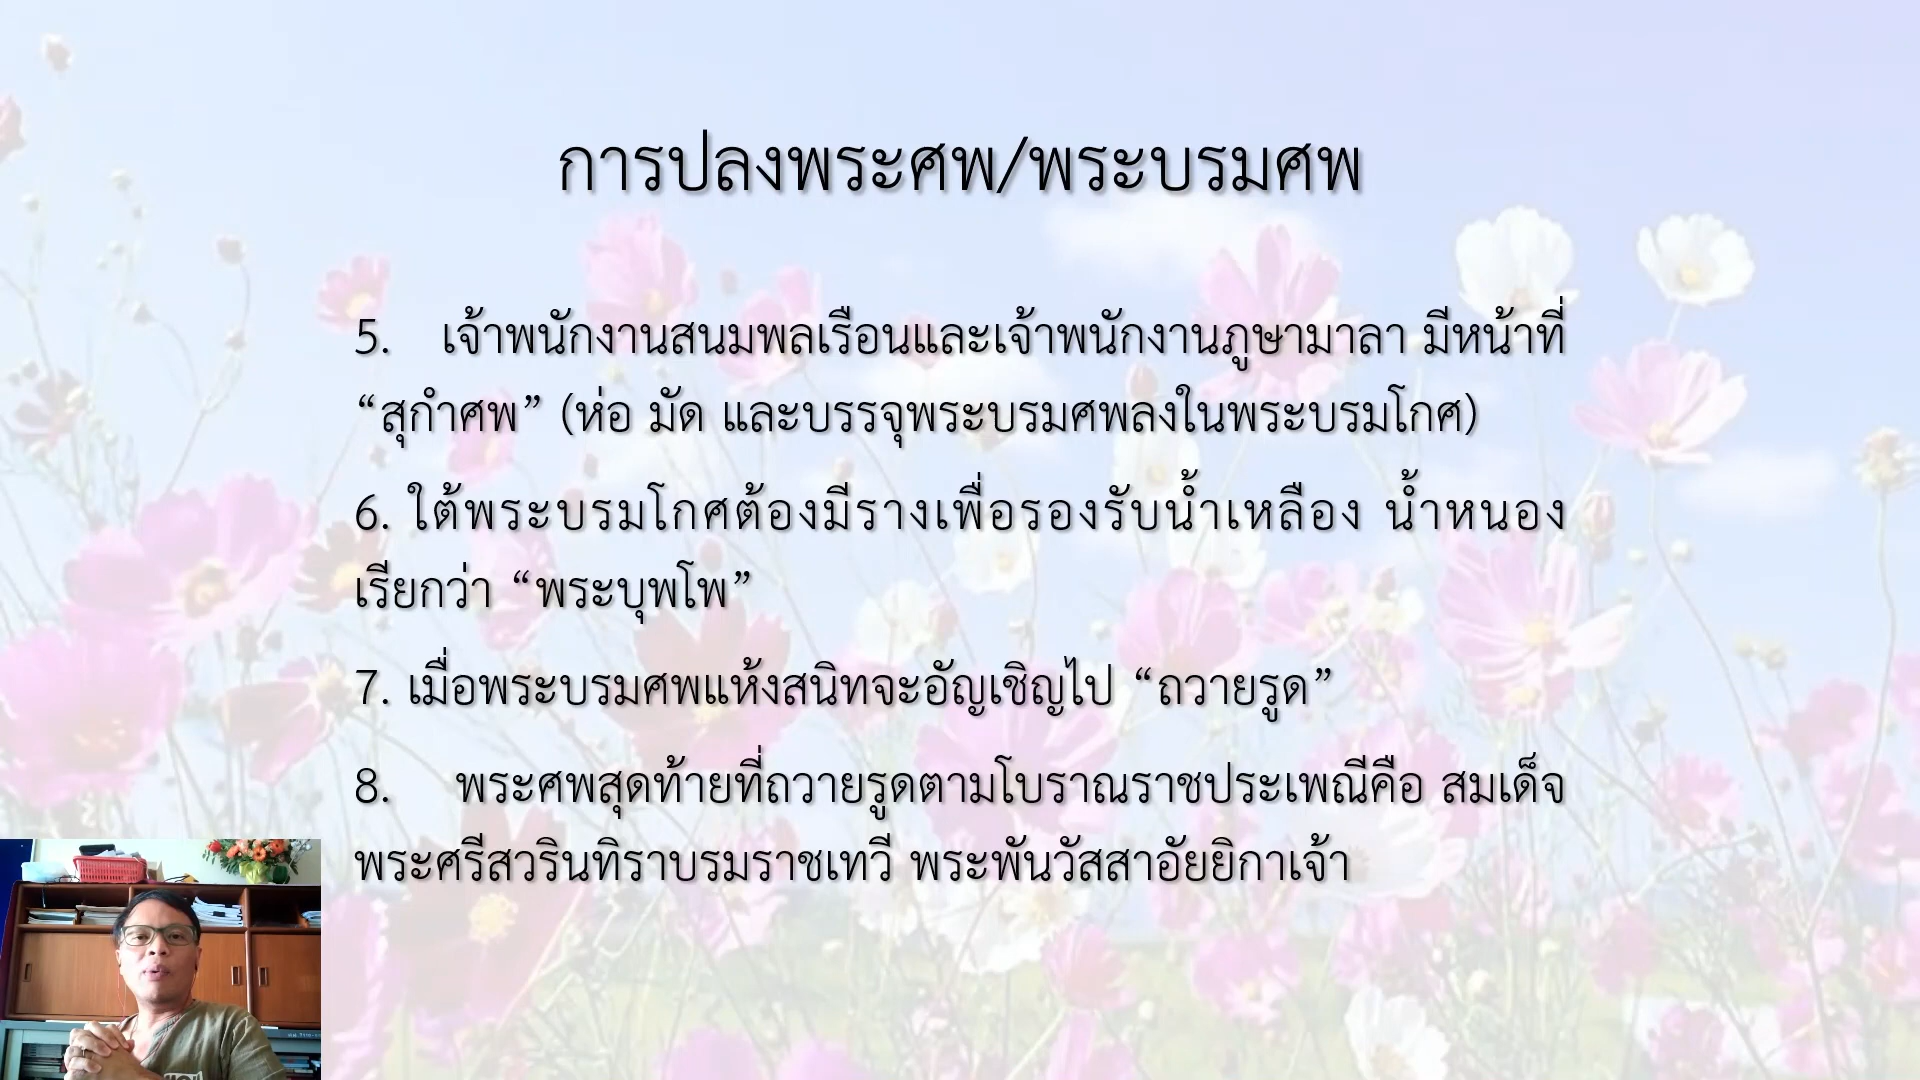 การปลงพระศพ/พระบรมศพ
5. เจ้าพนักงานสนมพลเรือนและเจ้าพนักงานภูษามาลา มีหน้าที่
“สุกำศพ” (ห่อ มัด และบรรจุพระบรมศพลงในพระบรมโกศ)
6. ใต้พระบรมโกศต้องมีรางเพื่อรองรับน้ำเหลือง น้ำหนอง
เรียกว่า “พระบุพโพ”
7. เมื่อพระบรมศพแห้งสนิทจะอัญเชิญไป “ถวายรูด”
8. พระศพสุดท้ายที่ถวายรูดตามโบราณราชประเพณีคือ สมเด็จ
พระศรีสวรินทิราบรมราชเทวี พระพันวัสสาอัยยิกาเจ้า